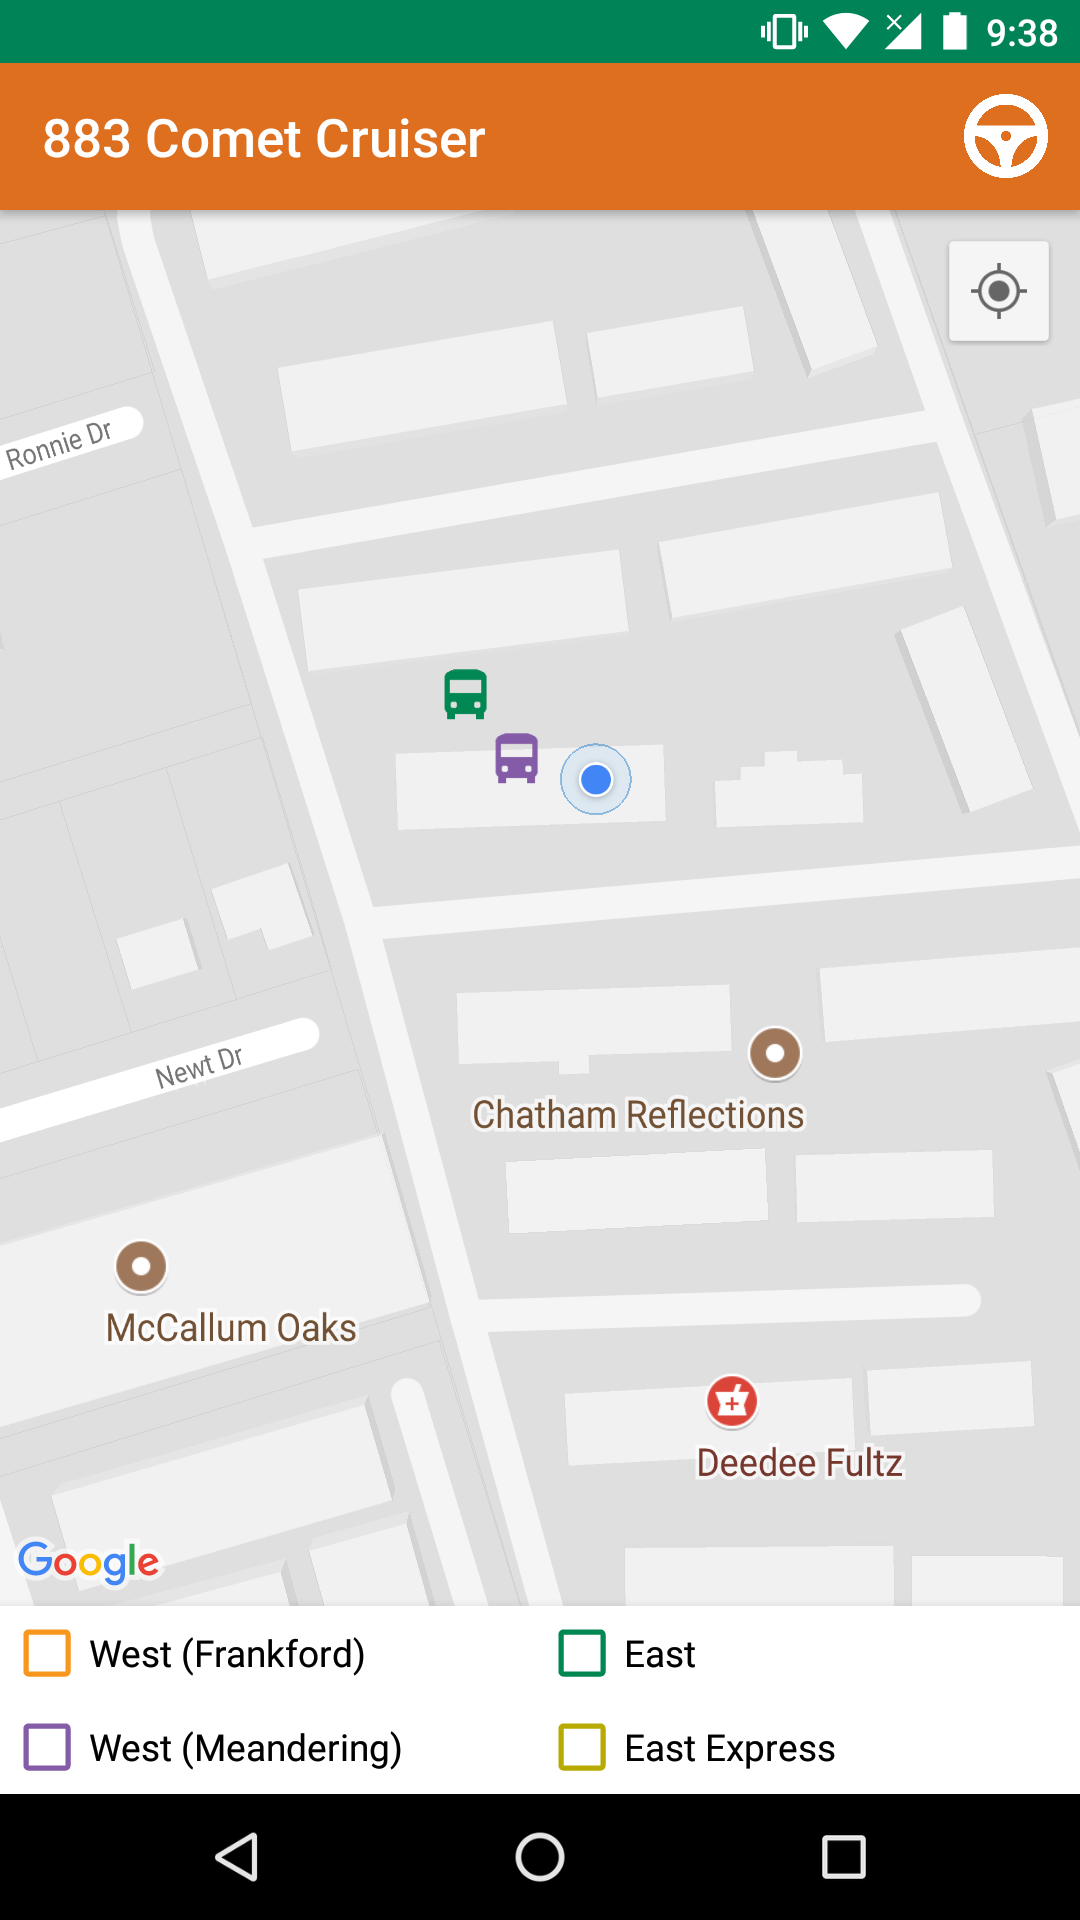 9:38
883 Comet Cruiser
Ronnie Dr
Newt Dr
Chatham Reflections
McCallum Oaks
Deedee Fultz
Google
West (Frankford)
East
West (Meandering)
East Express